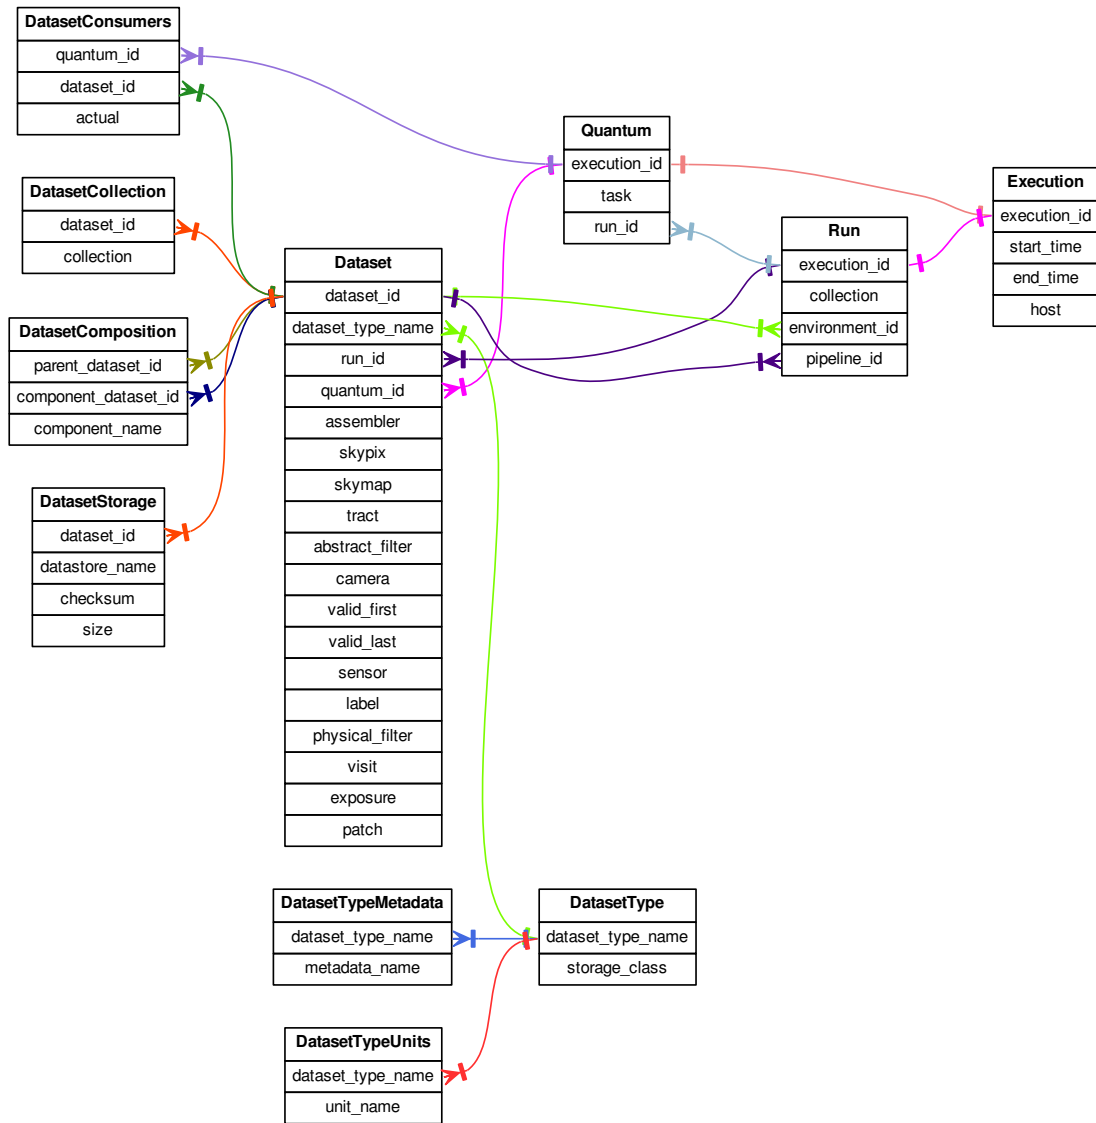 DatasetConsumers
quantum_id
dataset_id
actual
DatasetCollection
dataset_id
collection
DatasetComposition
parent_dataset_id
component_dataset_id
component_name
DatasetStorage
dataset_id
datastore_name
checksum
size
Dataset
dataset_id
dataset_type_name
run_id
quantum_id
assembler
skypix
skymap
tract
abstract_filter
camera
valid_first
valid_last
sensor
label
physical_filter
visit
exposure
patch
Quantum
execution_id
task
run_id
Run
execution_id
collection
environment_id
pipeline_id
Execution
execution_id
start_time
end_time
host
DatasetTypeMetadata
dataset_type_name
metadata_name
DatasetType
dataset_type_name
storage_class
DatasetTypeUnits
dataset_type_name
unit_name